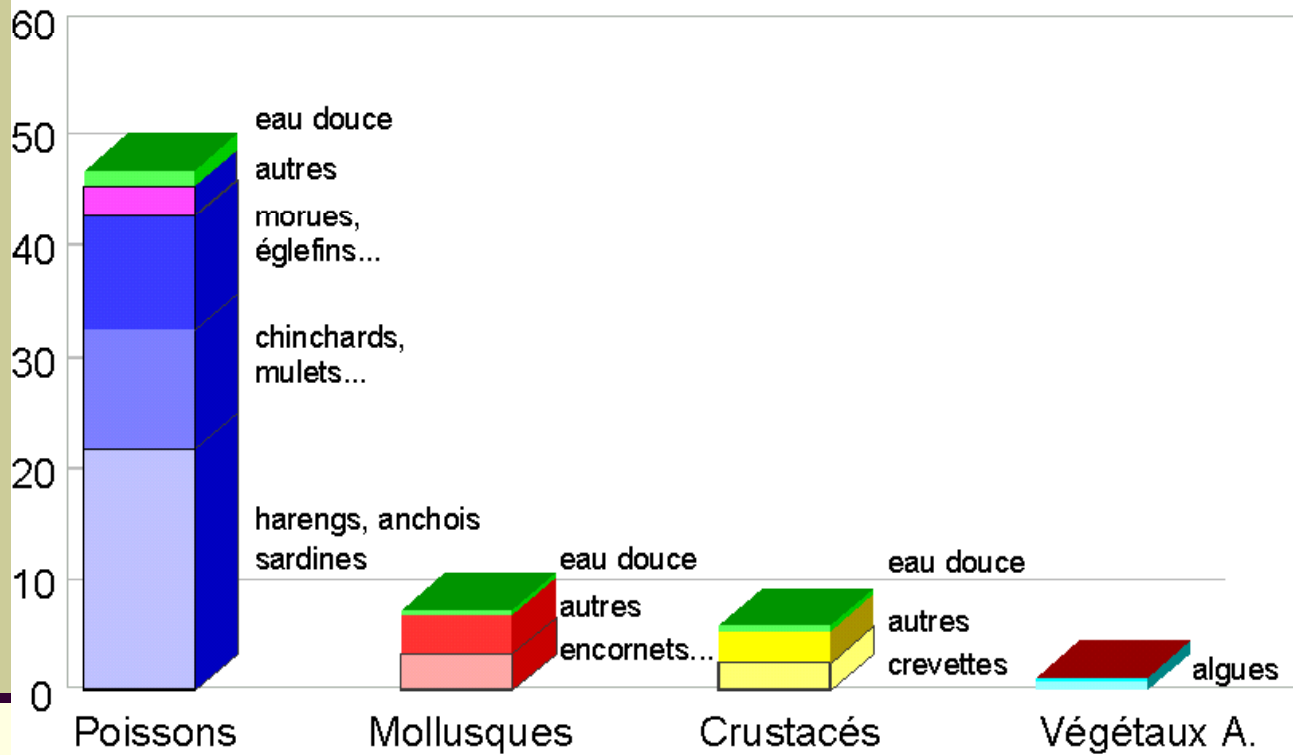 60
50
40
30
20
10
0
eau douce
autres
morues,
églefins...
chinchards,
mulets...
harengs, anchois
sardines
eau douce
autres
encornets...
eau douce
autres
crevettes
algues
Poissons
Mollusques
Crustacés
Végétaux A.